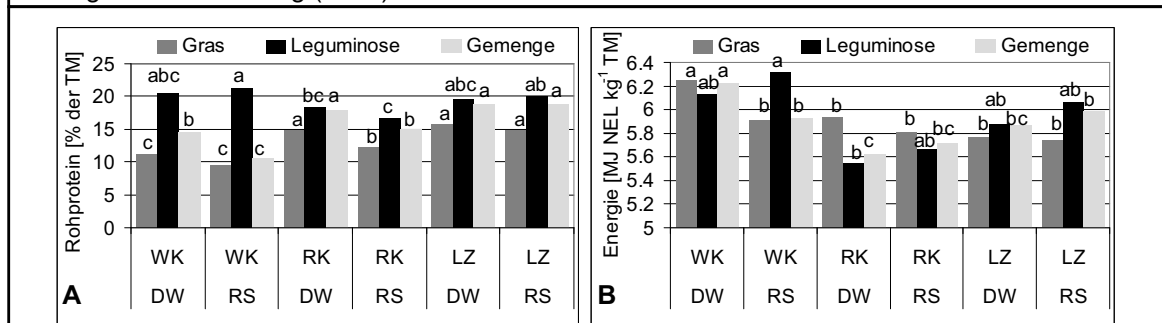 Gras Leguminose Gemenge
Rohprotein [% der TM]
25
20
15
10
5
0
abc
c
b
a
c
c
a
bc
a
b
c
b
a
abc
a
a
ab
a
WK WK RK RK LZ LZ
DW RS DW RS DW RS
A
Gras Leguminose Gemenge
Energie [MJ NEL kg-1 TM]
6.4
6.2
6
5.8
5.6
5.4
5.2
5
a
ab
a
b
a
b
b
b
c
b
ab
bc
b
ab
bc
b
ab
b
WK WK RK RK LZ LZ
DW RS DW RS DW RS
B